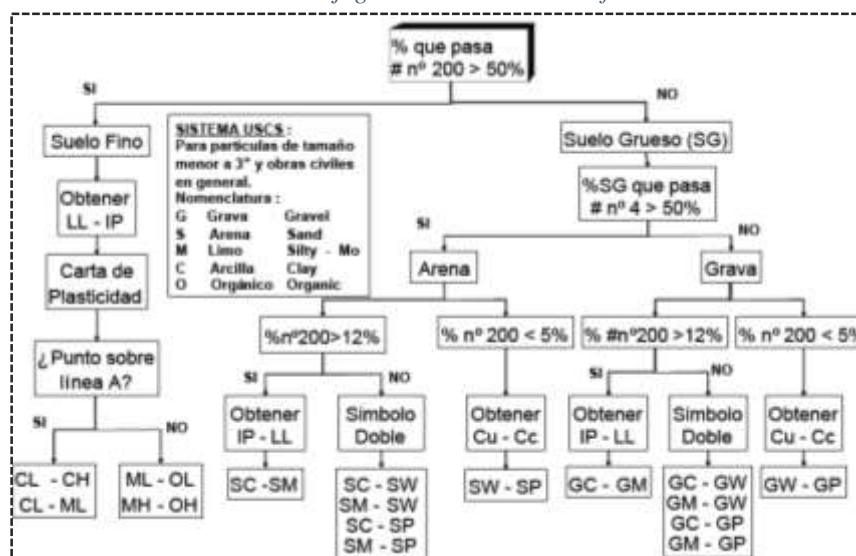 % que pasa
# nº 200 > 50%
SI
NO
Suelo Fino
SISTEMA USCS :
Para partículas de tamaño
menor a 3" y obras civiles
en general.
Nomenclatura :
G Grava Gravel
S Arena Sand
M Limo Silty - Mo
C Arcilla Clay
O Orgánico Organic
Suelo Grueso (SG)
Obtener
LL - IP
%SG que pasa
# nº 4 > 50%
SI
NO
Carta de
Plasticidad
Arena
Grava
¿Punto sobre
línea A?
%nº200>12%
% nº 200 < 5%
% #nº200 >12%
% nº 200 < 5%
SI
NO
SI
NO
SI
NO
Obtener
IP - LL
Simbolo
Doble
Obtener
Cu - Cc
Obtener
IP - LL
Simbolo
Doble
Obtener
Cu - Cc
CL - CH
CL - ML
ML - OL
MH - OH
SC - SM
SC - SW
SM - SW
SC - SP
SM - SP
SW - SP
GC - GM
GC - GW
GM - GW
GC - GP
GM - GP
GW - GP